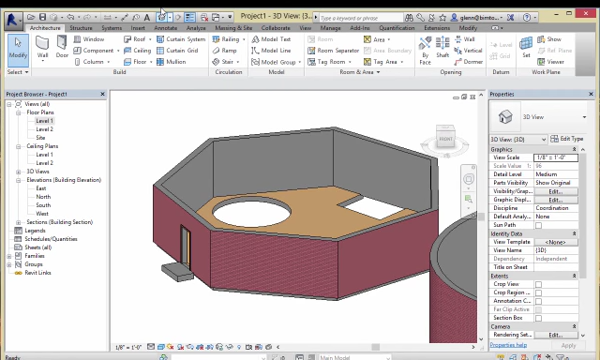 Project1 - 3D View: {3...
Type a keyword or phrase
Architecture Structure Systems Insert Annotate Analyze Massing & Site Collaborate View Manage Add-Ins Quantification Extensions Modify
Modify Wall Door Window Component Column Roof Ceiling Floor Curtain System Curtain Grid Mullion Railing Ramp Stair Model Text Model Line Model Group Room Room Separator Tag Room Area Area Tag Area By Face Shaft Wall Vertical Dormer Level Grid Set Show Viewer
Select Build Circulation Model Room & Area Opening Datum Work Plane
Project Browser - Project1
Views (all)
Floor Plans
Level 1
Level 2
Site
Ceiling Plans
Level 1
Level 2
3D Views
Elevations (Building Elevation)
East
North
South
West
Sections (Building Section)
Legends
Schedules/Quantities
Sheets (all)
Families
Groups
Revit Links
FRONT
Properties
3D View
3D View: {3D} Edit Type
Graphics
View Scale 1/8" = 1'-0"
Scale Value 1: 96
Detail Level Medium
Parts Visibility Show Original
Visibility/Grap... Edit...
Graphic Displ... Edit...
Discipline Coordination
Default Analy... None
Sun Path
Identity Data
View Template <None>
View Name {3D}
Dependency Independent
Title on Sheet
Extents
Crop View
Crop Region ...
Annotation C...
Far Clip Active
Section Box
Camera
Rendering Set... Edit...
Properties help Apply
1/8" = 1'-0"
Ready
Main Model